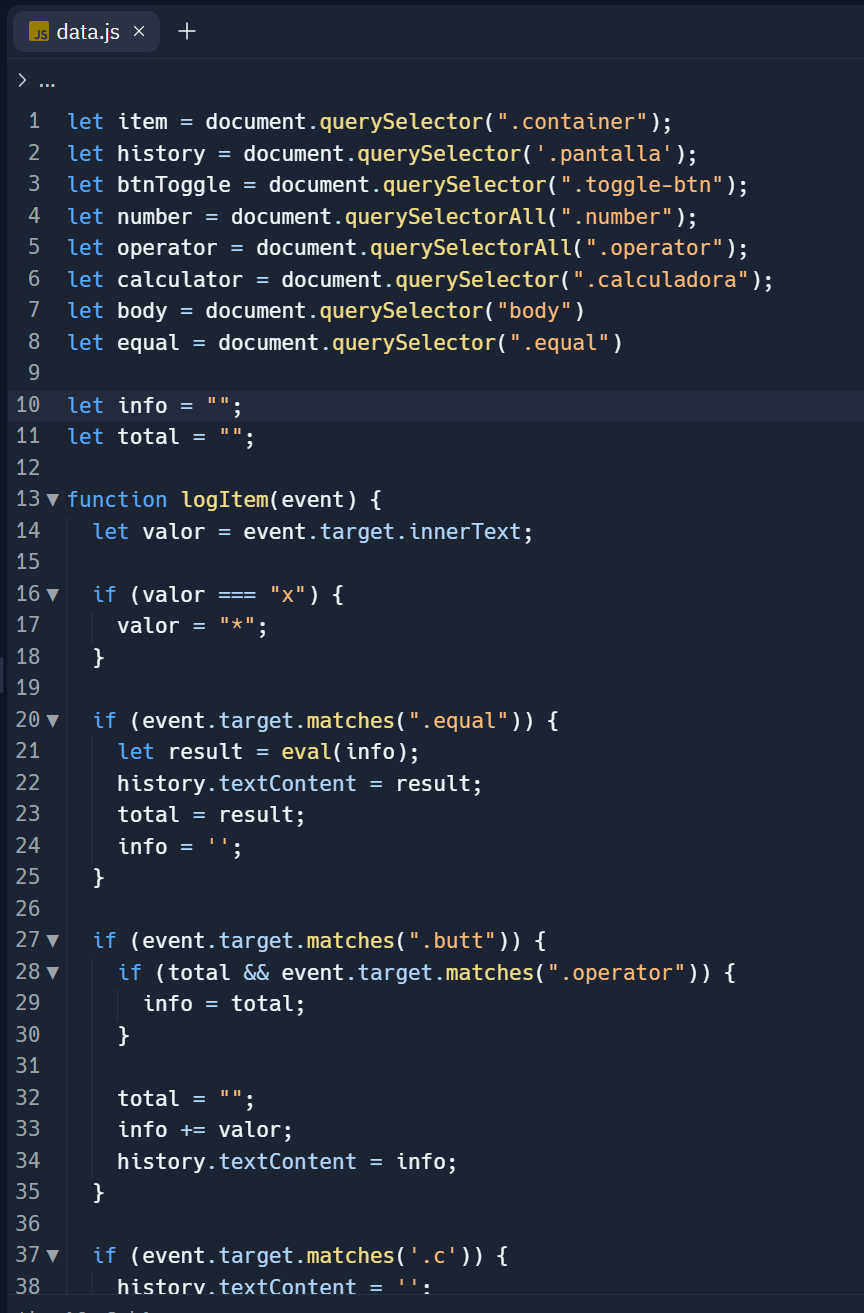 JS data.js × +
> ...
1 let item = document.querySelector(".container");
2 let history = document.querySelector('.pantalla');
3 let btnToggle = document.querySelector(".toggle-btn");
4 let number = document.querySelectorAll(".number");
5 let operator = document.querySelectorAll(".operator");
6 let calculator = document.querySelector(".calculadora");
7 let body = document.querySelector("body")
8 let equal = document.querySelector(".equal")
9
10 let info = "";
11 let total = "";
12
13 function logItem(event) {
14   let valor = event.target.innerText;
15
16   if (valor === "x") {
17     valor = "*";
18   }
19
20   if (event.target.matches(".equal")) {
21     let result = eval(info);
22     history.textContent = result;
23     total = result;
24     info = '';
25   }
26
27   if (event.target.matches(".butt")) {
28     if (total && event.target.matches(".operator")) {
29       info = total;
30     }
31
32     total = "";
33     info += valor;
34     history.textContent = info;
35   }
36
37   if (event.target.matches('.c')) {
38     history.textContent = '';